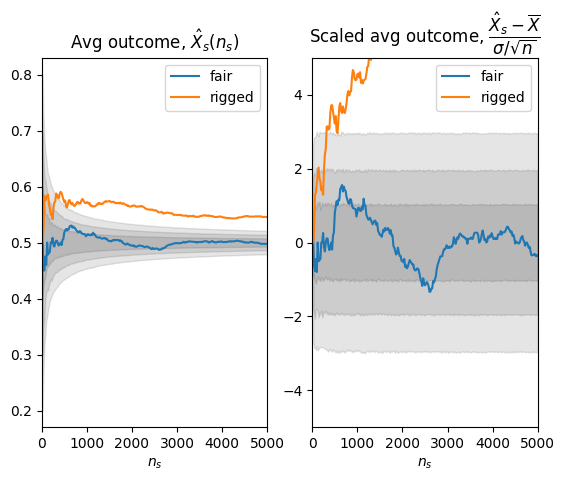 Avg outcome, $\hat{X}_s(n_s)$
0.8
0.7
0.6
0.5
0.4
0.3
0.2
0 1000 2000 3000 4000 5000
$n_s$
fair
rigged
Scaled avg outcome, $\dfrac{\hat{X}_s - \overline{X}}{\sigma/\sqrt{n}}$
4
2
0
−2
−4
0 1000 2000 3000 4000 5000
$n_s$
fair
rigged